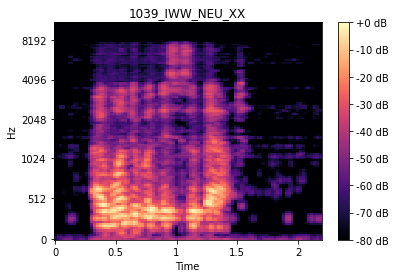 1039_IWW_NEU_XX
8192
4096
2048
1024
512
0
Hz
0
0.5
1
1.5
2
Time
+0 dB
-10 dB
-20 dB
-30 dB
-40 dB
-50 dB
-60 dB
-70 dB
-80 dB